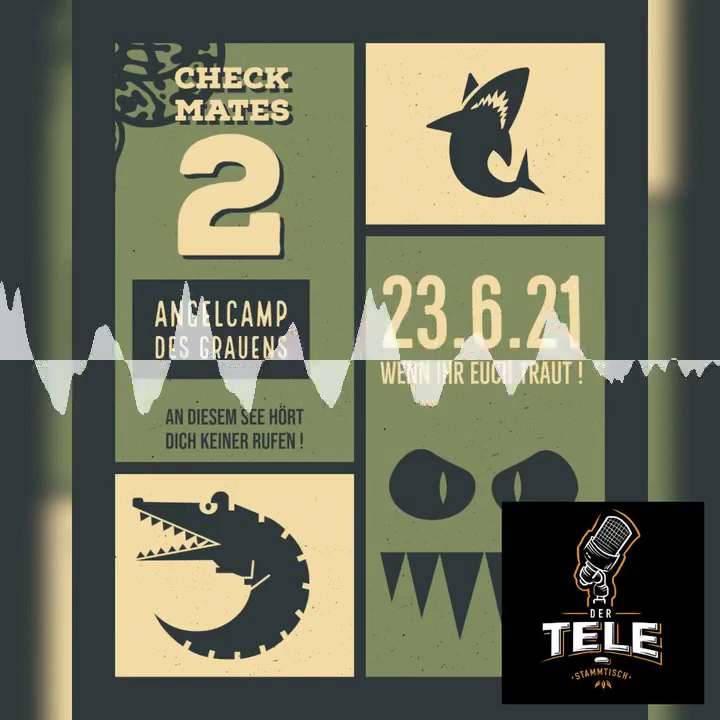 CHECK
MATES
2
ANGELCAMP
DES GRAUENS
AN DIESEM SEE HÖRT
DICH KEINER RUFEN !
23.6.21
WENN IHR EUCH TRAUT !
DER
TELE
STAMMTISCH